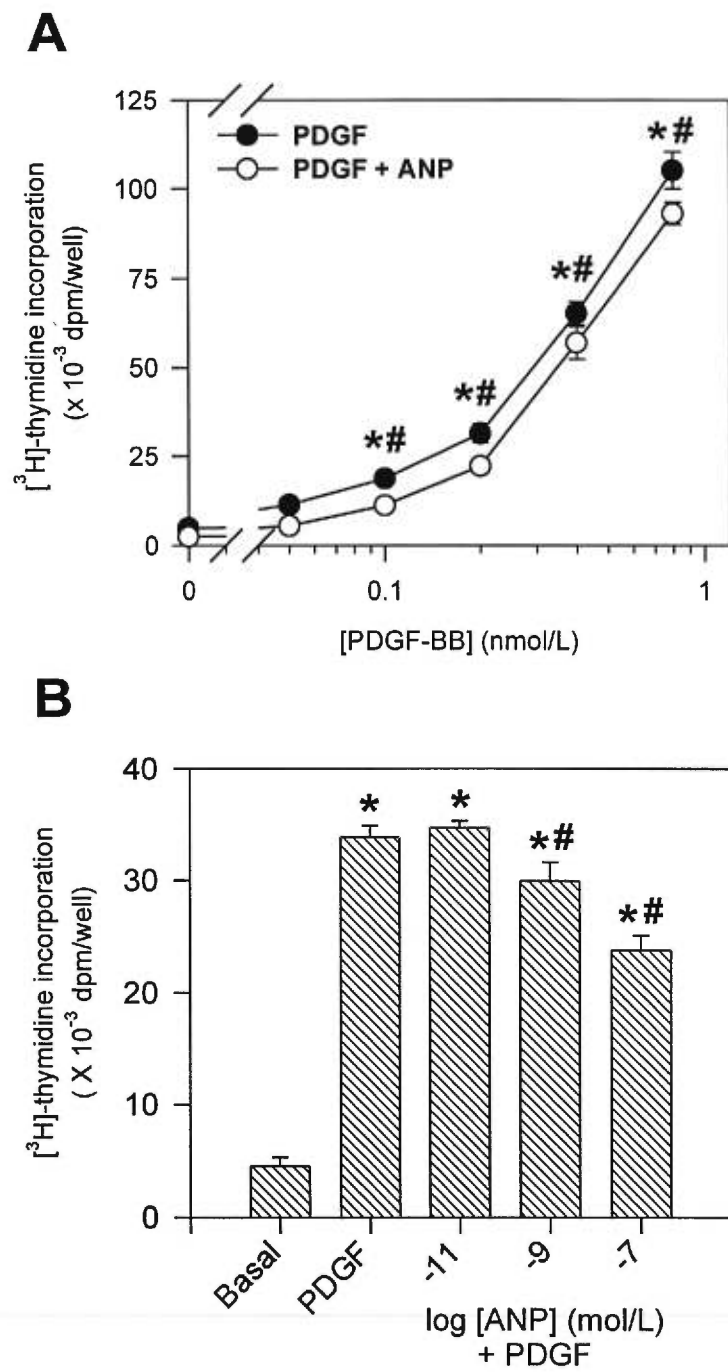 A
[³H]-thymidine incorporation
(x 10⁻³ dpm/well)
125
100
75
50
25
0
PDGF
PDGF + ANP
*#
*#
*#
*#
0
0.1
1
[PDGF-BB] (nmol/L)
B
[³H]-thymidine incorporation
( X 10⁻³ dpm/well)
40
30
20
10
0
*
*
*#
*#
Basal
PDGF
-11
-9
-7
log [ANP] (mol/L)
+ PDGF